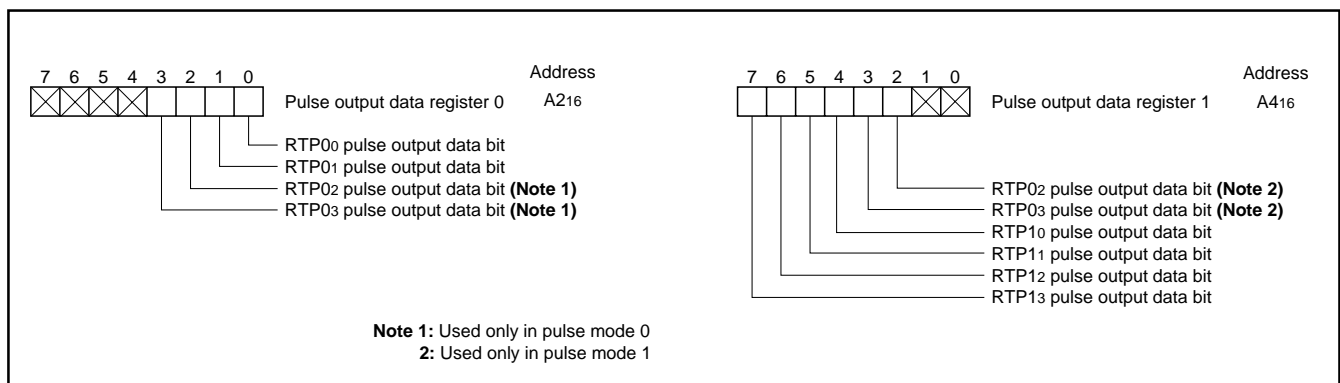 7 6 5 4 3 2 1 0
Address
Pulse output data register 0
A216
RTP00 pulse output data bit
RTP01 pulse output data bit
RTP02 pulse output data bit (Note 1)
RTP03 pulse output data bit (Note 1)
7 6 5 4 3 2 1 0
Address
Pulse output data register 1
A416
RTP02 pulse output data bit (Note 2)
RTP03 pulse output data bit (Note 2)
RTP10 pulse output data bit
RTP11 pulse output data bit
RTP12 pulse output data bit
RTP13 pulse output data bit
Note 1: Used only in pulse mode 0
2: Used only in pulse mode 1